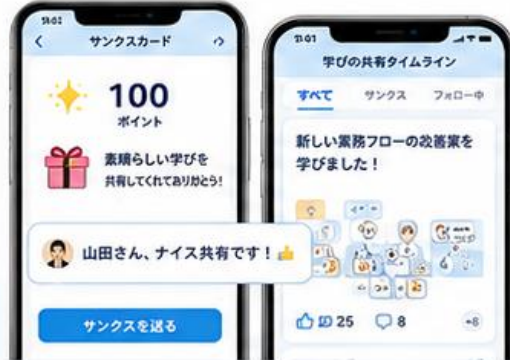 サンクスカード
100
ポイント
素晴らしい学びを
共有してくれてありがとう!
山田さん、ナイス共有です!
サンクスを送る
11:01
学びの共有タイムライン
すべて
サンクス
フォロー中
新しい業務フローの改善案を
学びました!
25
8
+8